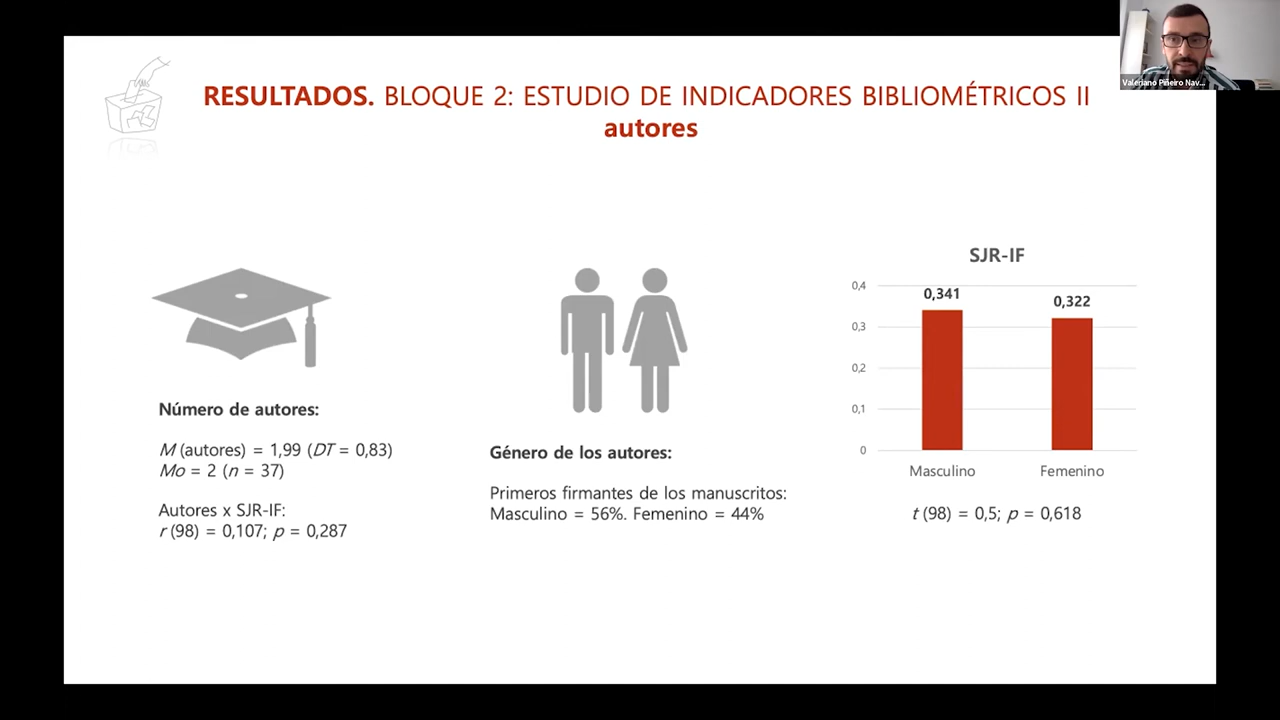 RESULTADOS. BLOQUE 2: ESTUDIO DE INDICADORES BIBLIOMÉTRICOS II
autores
Valeriano Piñeiro Nav...
Número de autores:
M (autores) = 1,99 (DT = 0,83)
Mo = 2 (n = 37)
Autores x SJR-IF:
r (98) = 0,107; p = 0,287
Género de los autores:
Primeros firmantes de los manuscritos:
Masculino = 56%. Femenino = 44%
SJR-IF
0,4
0,3
0,2
0,1
0
0,341
0,322
Masculino
Femenino
t (98) = 0,5; p = 0,618